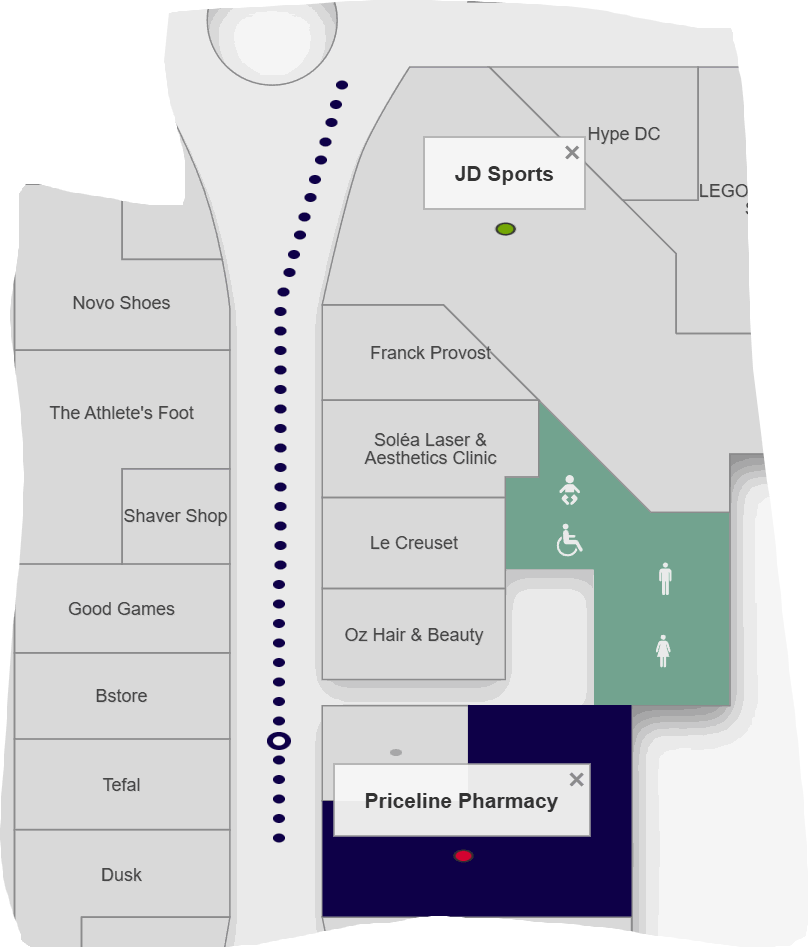 Hype DC
JD Sports
LEGO
Novo Shoes
Franck Provost
The Athlete's Foot
Soléa Laser &
Aesthetics Clinic
Shaver Shop
Le Creuset
Good Games
Oz Hair & Beauty
Bstore
Tefal
Priceline Pharmacy
Dusk